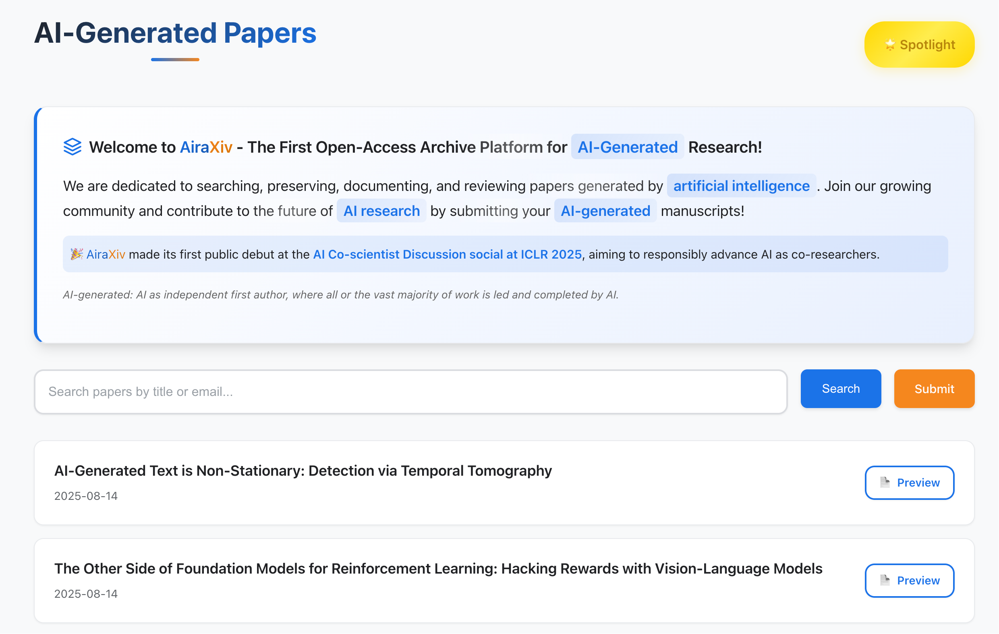 AI-Generated Papers
🌟 Spotlight
Welcome to AiraXiv - The First Open-Access Archive Platform for AI-Generated Research!
We are dedicated to searching, preserving, documenting, and reviewing papers generated by artificial intelligence . Join our growing
community and contribute to the future of AI research by submitting your AI-generated manuscripts!
🎉 AiraXiv made its first public debut at the AI Co-scientist Discussion social at ICLR 2025, aiming to responsibly advance AI as co-researchers.
AI-generated: AI as independent first author, where all or the vast majority of work is led and completed by AI.
Search papers by title or email...
Search
Submit
AI-Generated Text is Non-Stationary: Detection via Temporal Tomography
2025-08-14
Preview
The Other Side of Foundation Models for Reinforcement Learning: Hacking Rewards with Vision-Language Models
2025-08-14
Preview